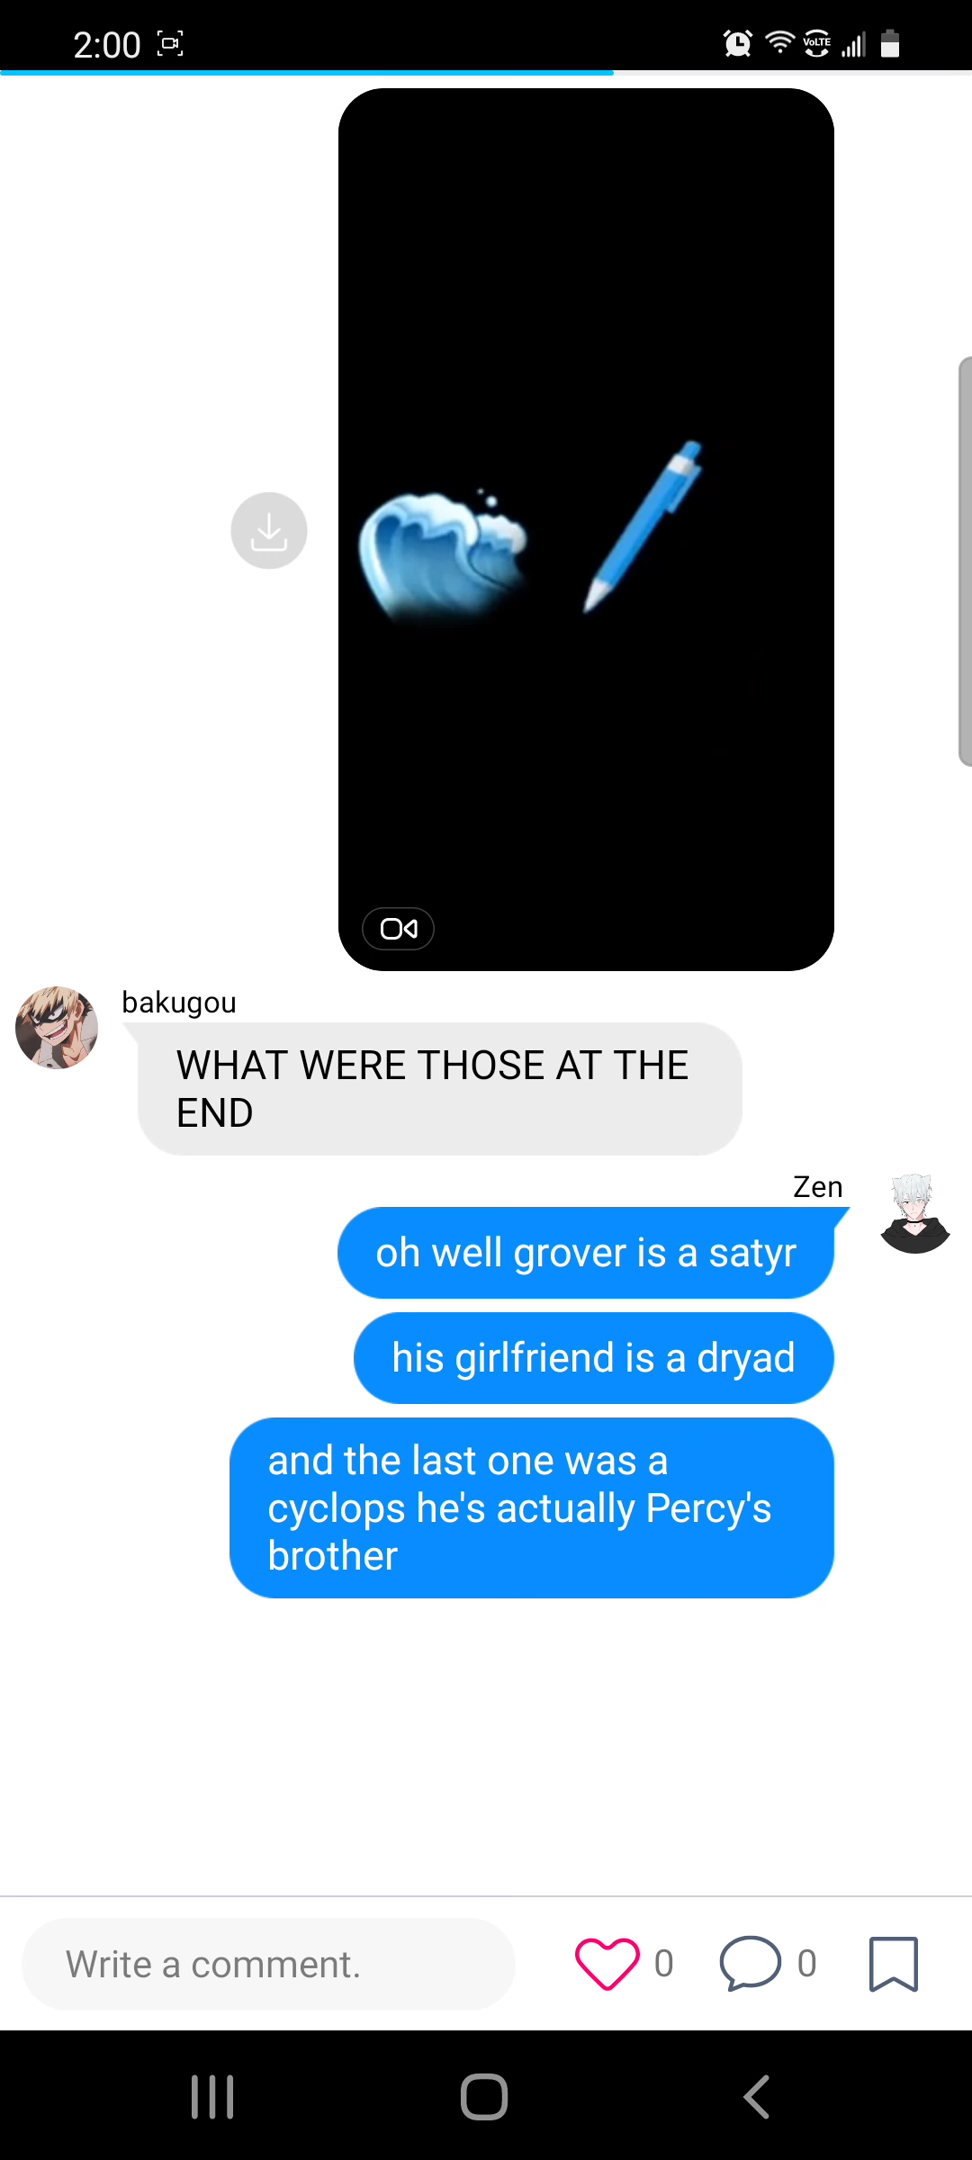 2:00
VoLTE
bakugou
WHAT WERE THOSE AT THE
END
Zen
oh well grover is a satyr
his girlfriend is a dryad
and the last one was a
cyclops he's actually Percy's
brother
Write a comment.
0
0